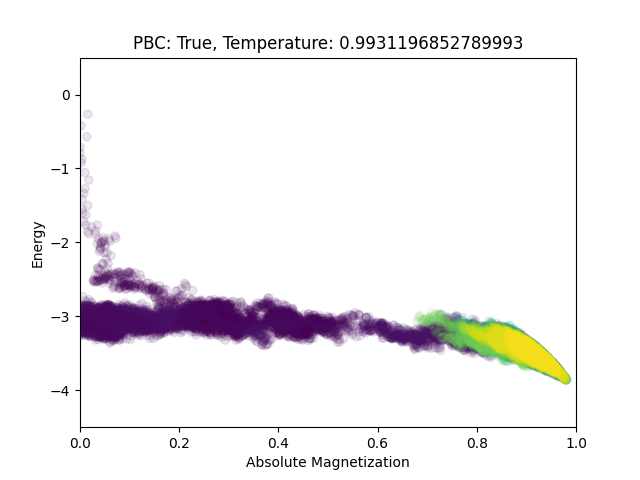 PBC: True, Temperature: 0.9931196852789993
0
−1
−2
−3
−4
Energy
0.0 0.2 0.4 0.6 0.8 1.0
Absolute Magnetization